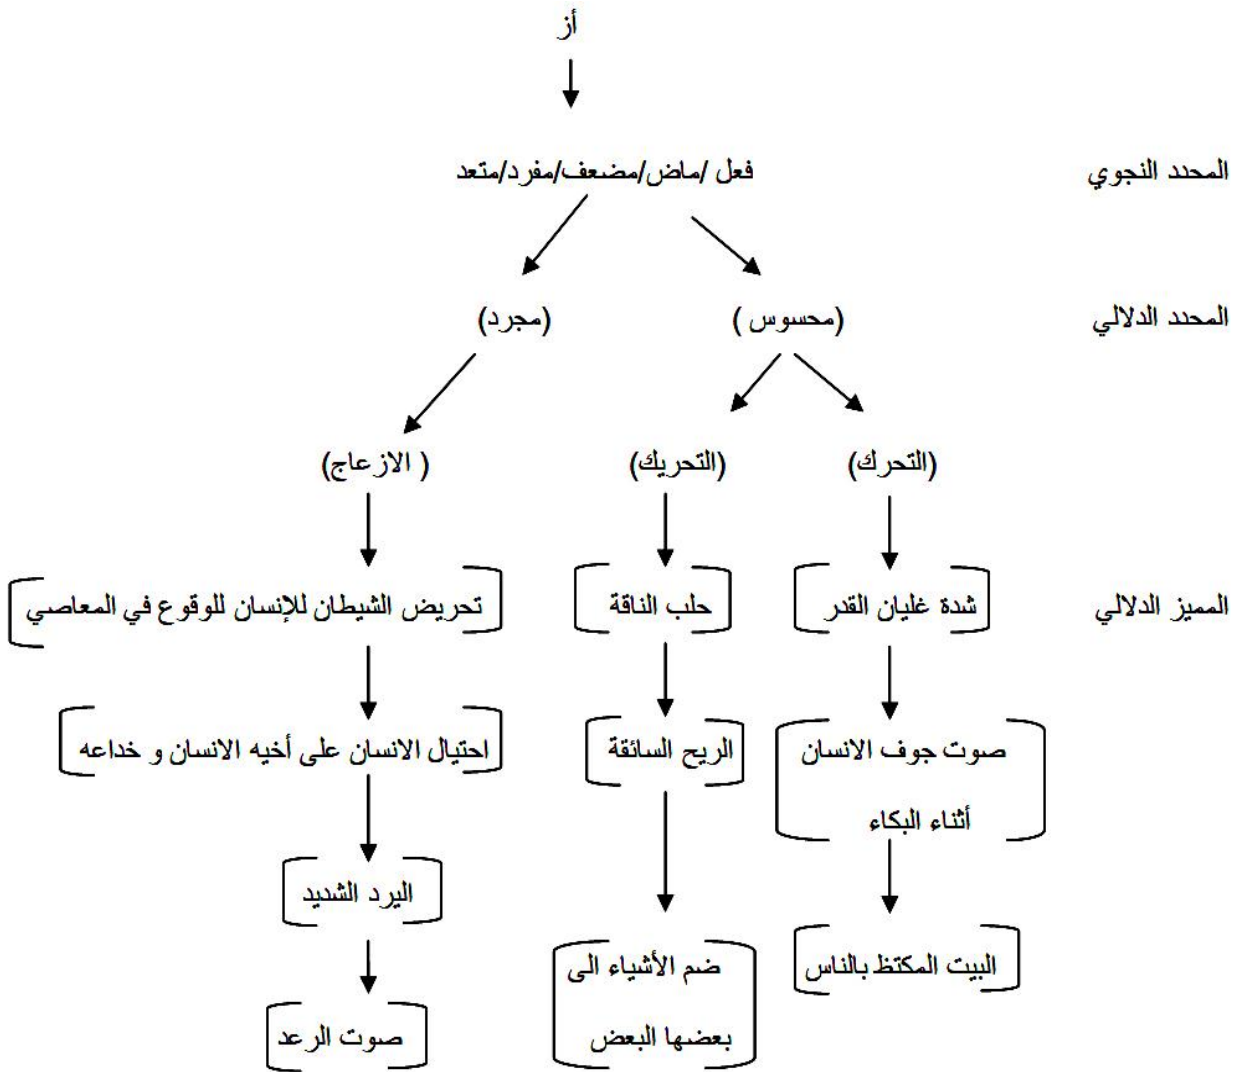 أز
المحدد النجوي
فعل /ماض/مضعف/مفرد/متعد
المحدد الدلالي
(محسوس )
(مجرد)
(التحرك)
(التحريك)
( الازعاج)
المميز الدلالي
[شدة غليان القدر]
[حلب الناقة]
[تحريض الشيطان للإنسان للوقوع في المعاصي]
[صوت جوف الانسان
أثناء البكاء]
[الريح السائقة]
[احتيال الانسان على أخيه الانسان و خداعه]
[اليرد الشديد]
[البيت المكتظ بالناس]
[ضم الأشياء الى
بعضها البعض]
[صوت الرعد]